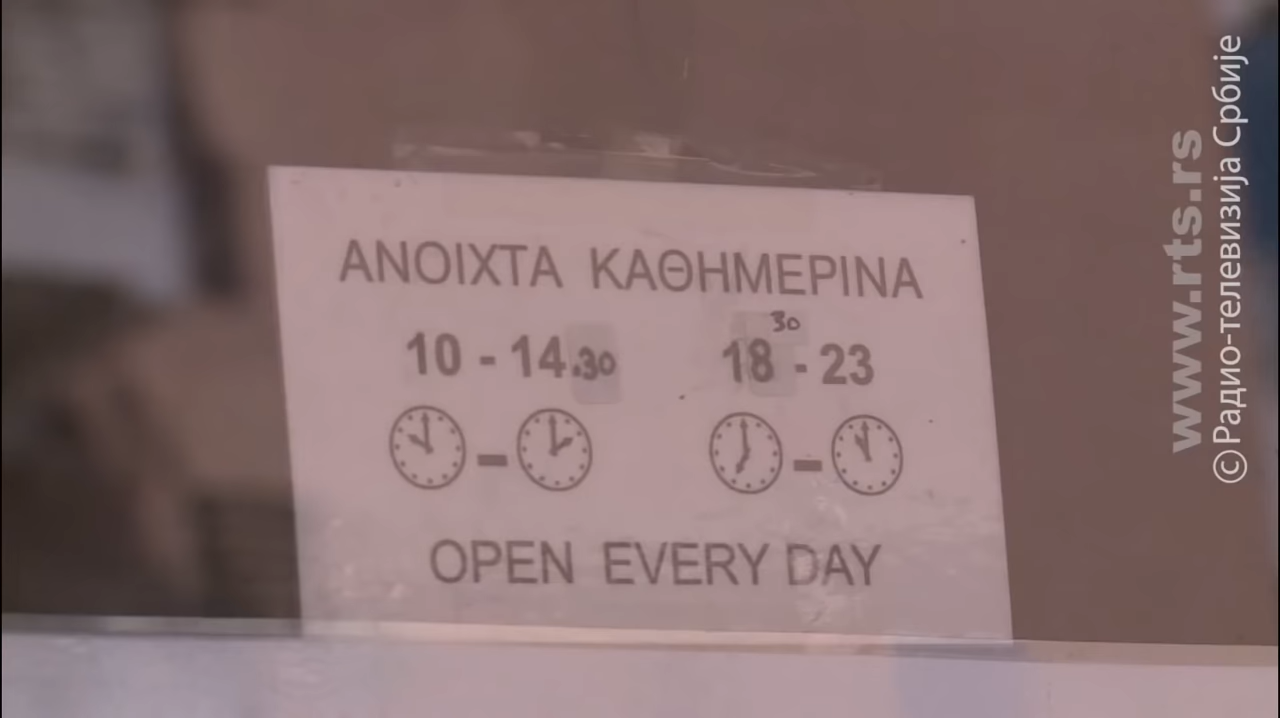 ΑΝΟΙΧΤΑ ΚΑΘΗΜΕΡΙΝΑ
10 - 14.30 18 30 - 23
OPEN EVERY DAY
www.rts.rs
©Радио-телевизија Србије